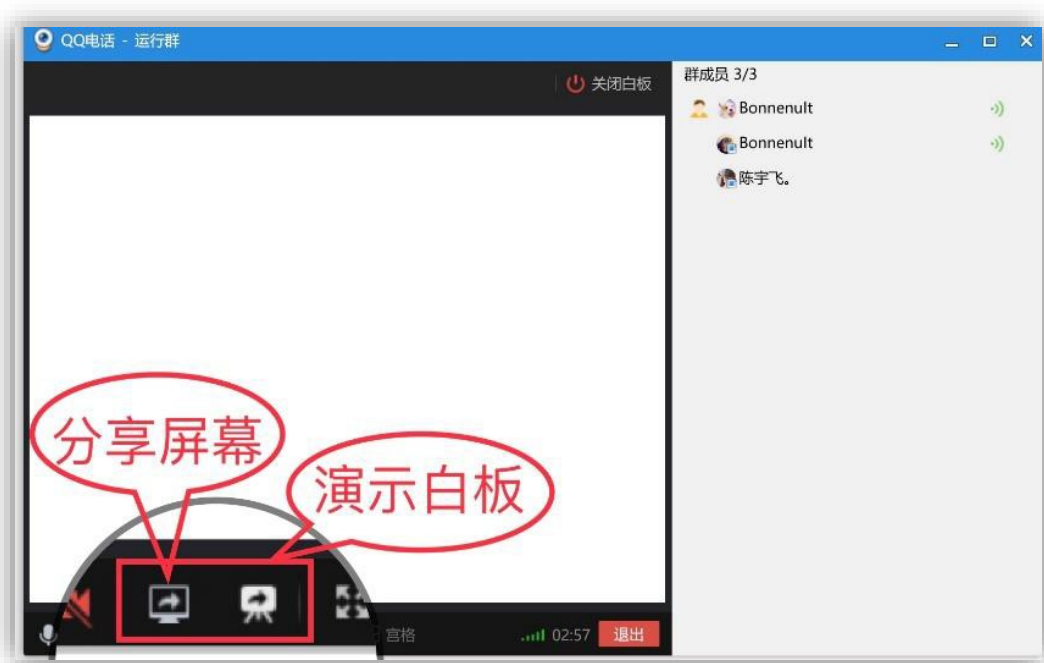 QQ电话 - 运行群
关闭白板
群成员 3/3
Bonnenult
Bonnenult
陈宇飞。
分享屏幕
演示白板
宫格
02:57
退出